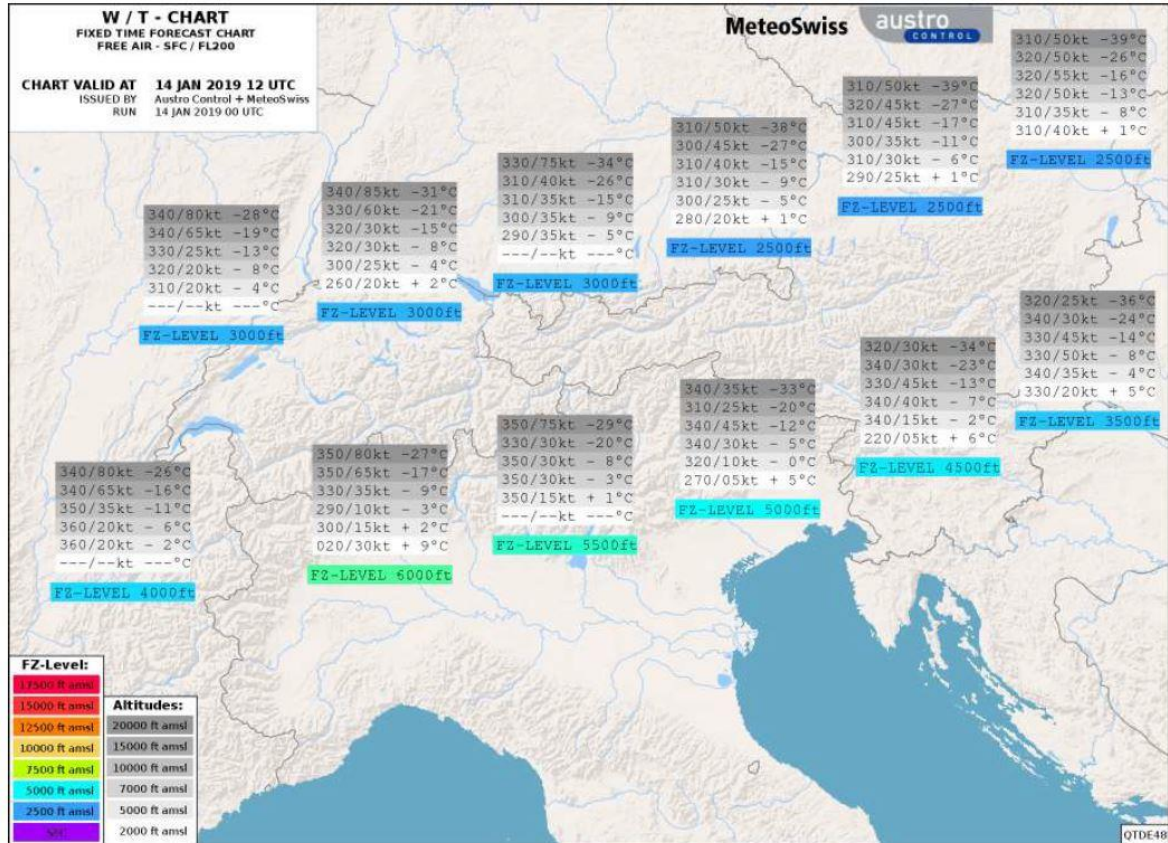 W / T - CHART
FIXED TIME FORECAST CHART
FREE AIR - SFC / FL200
CHART VALID AT 14 JAN 2019 12 UTC
ISSUED BY Austro Control + MeteoSwiss
RUN 14 JAN 2019 00 UTC
MeteoSwiss
austro
CONTROL
310/50kt -39°C
320/50kt -26°C
320/55kt -16°C
320/50kt -13°C
310/35kt - 8°C
310/40kt + 1°C
FZ-LEVEL 2500ft
310/50kt -39°C
320/45kt -27°C
310/45kt -17°C
300/35kt -11°C
310/30kt - 6°C
290/25kt + 1°C
FZ-LEVEL 2500ft
310/50kt -38°C
300/45kt -27°C
310/40kt -15°C
310/30kt - 9°C
300/25kt - 5°C
280/20kt + 1°C
FZ-LEVEL 2500ft
330/75kt -34°C
310/40kt -26°C
310/35kt -15°C
300/35kt - 9°C
290/35kt - 5°C
---/--kt ---°C
FZ-LEVEL 3000ft
340/85kt -31°C
330/60kt -21°C
320/30kt -15°C
320/30kt - 8°C
300/25kt - 4°C
260/20kt + 2°C
FZ-LEVEL 3000ft
340/80kt -28°C
340/65kt -19°C
330/25kt -13°C
320/20kt - 8°C
310/20kt - 4°C
---/--kt ---°C
FZ-LEVEL 3000ft
320/25kt -36°C
340/30kt -24°C
330/45kt -14°C
330/50kt - 8°C
340/35kt - 4°C
330/20kt + 5°C
FZ-LEVEL 3500ft
320/30kt -34°C
340/30kt -23°C
330/45kt -13°C
340/40kt - 7°C
340/15kt - 2°C
220/05kt + 6°C
FZ-LEVEL 4500ft
340/35kt -33°C
310/25kt -20°C
340/45kt -12°C
340/30kt - 5°C
320/10kt - 0°C
270/05kt + 5°C
FZ-LEVEL 5000ft
350/75kt -29°C
330/30kt -20°C
350/30kt - 8°C
350/30kt - 3°C
350/15kt + 1°C
---/--kt ---°C
FZ-LEVEL 5500ft
350/80kt -27°C
350/65kt -17°C
330/35kt - 9°C
290/10kt - 3°C
300/15kt + 2°C
020/30kt + 9°C
FZ-LEVEL 6000ft
340/80kt -26°C
340/65kt -16°C
350/35kt -11°C
360/20kt - 6°C
360/20kt - 2°C
---/--kt ---°C
FZ-LEVEL 4000ft
FZ-Level:
17500 ft amsl
15000 ft amsl
12500 ft amsl
10000 ft amsl
7500 ft amsl
5000 ft amsl
2500 ft amsl
SFC
Altitudes:
20000 ft amsl
15000 ft amsl
10000 ft amsl
7000 ft amsl
5000 ft amsl
2000 ft amsl
QTDE48